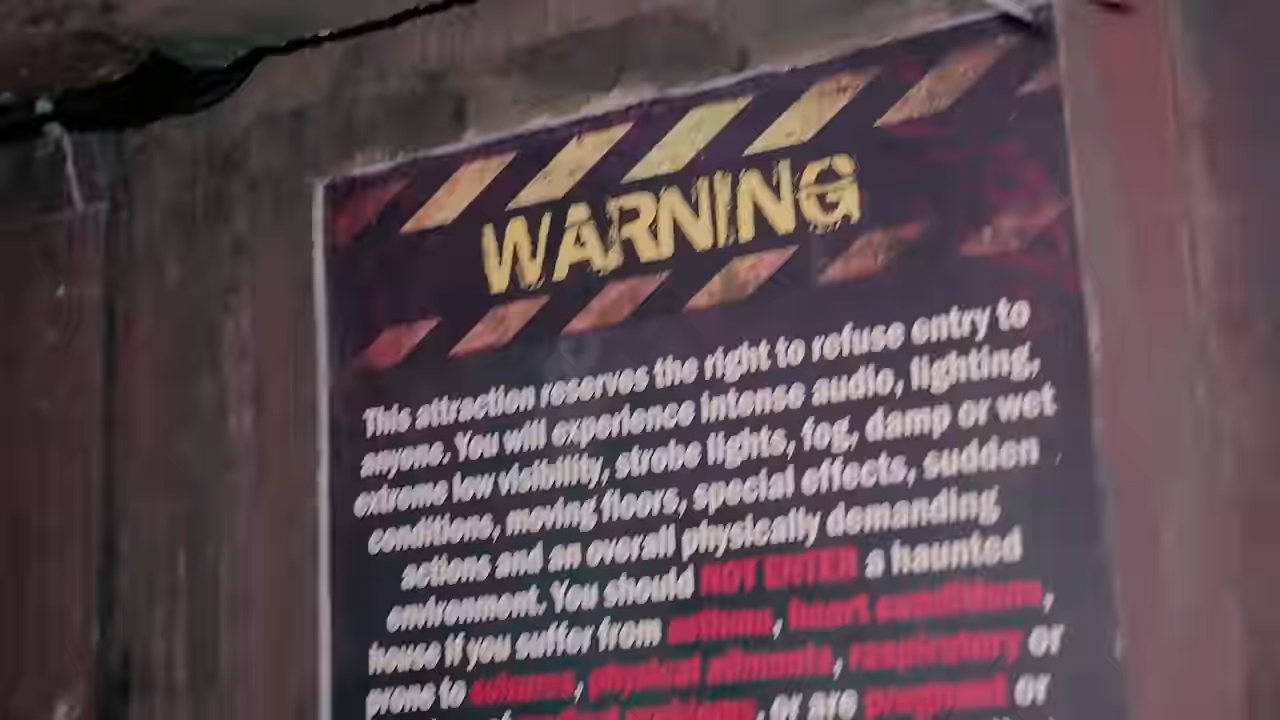 WARNING
This attraction reserves the right to refuse entry to
anyone. You will experience intense audio, lighting,
extreme low visibility, strobe lights, fog, damp or wet
conditions, moving floors, special effects, sudden
actions and an overall physically demanding
environment. You should NOT ENTER a haunted
house if you suffer from asthma, heart conditions,
prone to seizures, physical ailments, respiratory or
problems, or are pregnant or